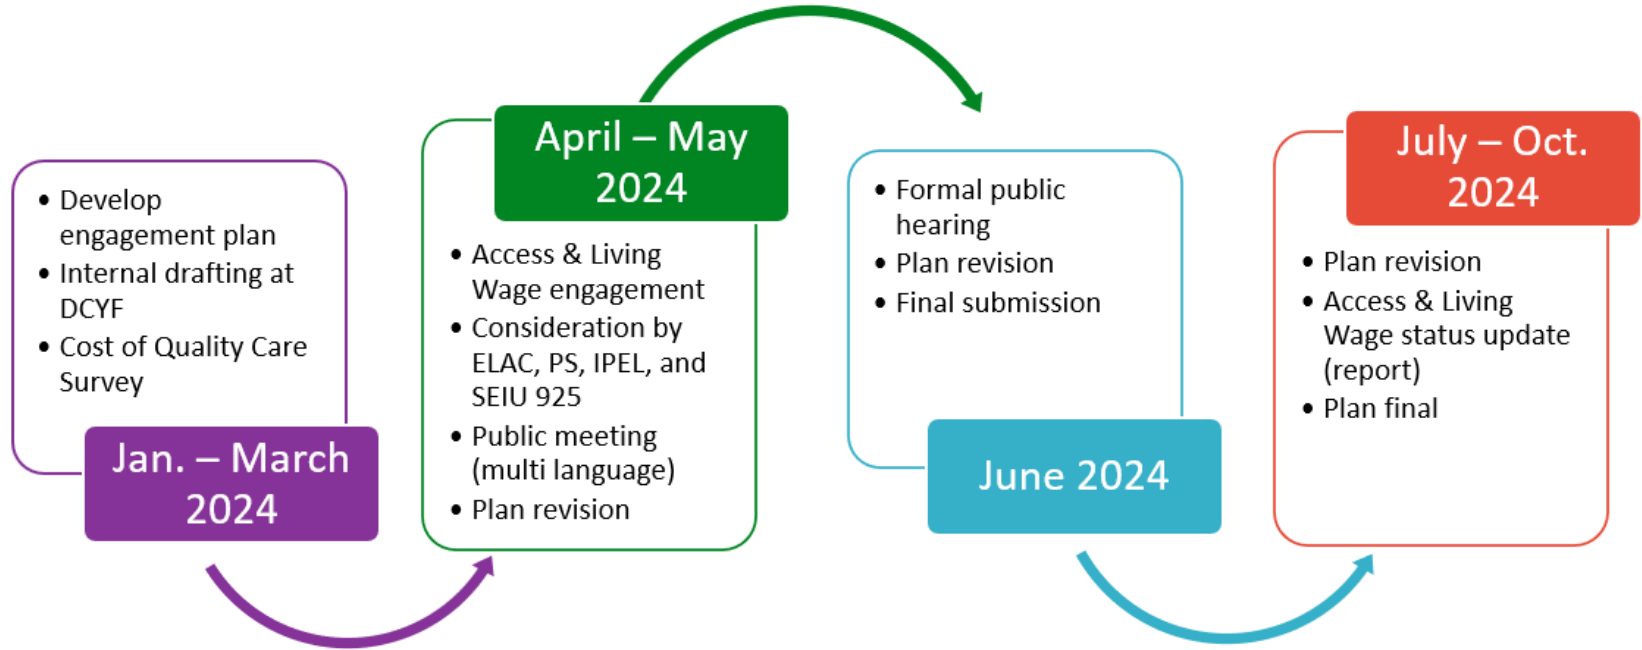 • Develop
engagement plan
• Internal drafting at
DCYF
• Cost of Quality Care
Survey
Jan. – March
2024
April – May
2024
• Access & Living
Wage engagement
• Consideration by
ELAC, PS, IPEL, and
SEIU 925
• Public meeting
(multi language)
• Plan revision
• Formal public
hearing
• Plan revision
• Final submission
June 2024
July – Oct.
2024
• Plan revision
• Access & Living
Wage status update
(report)
• Plan final